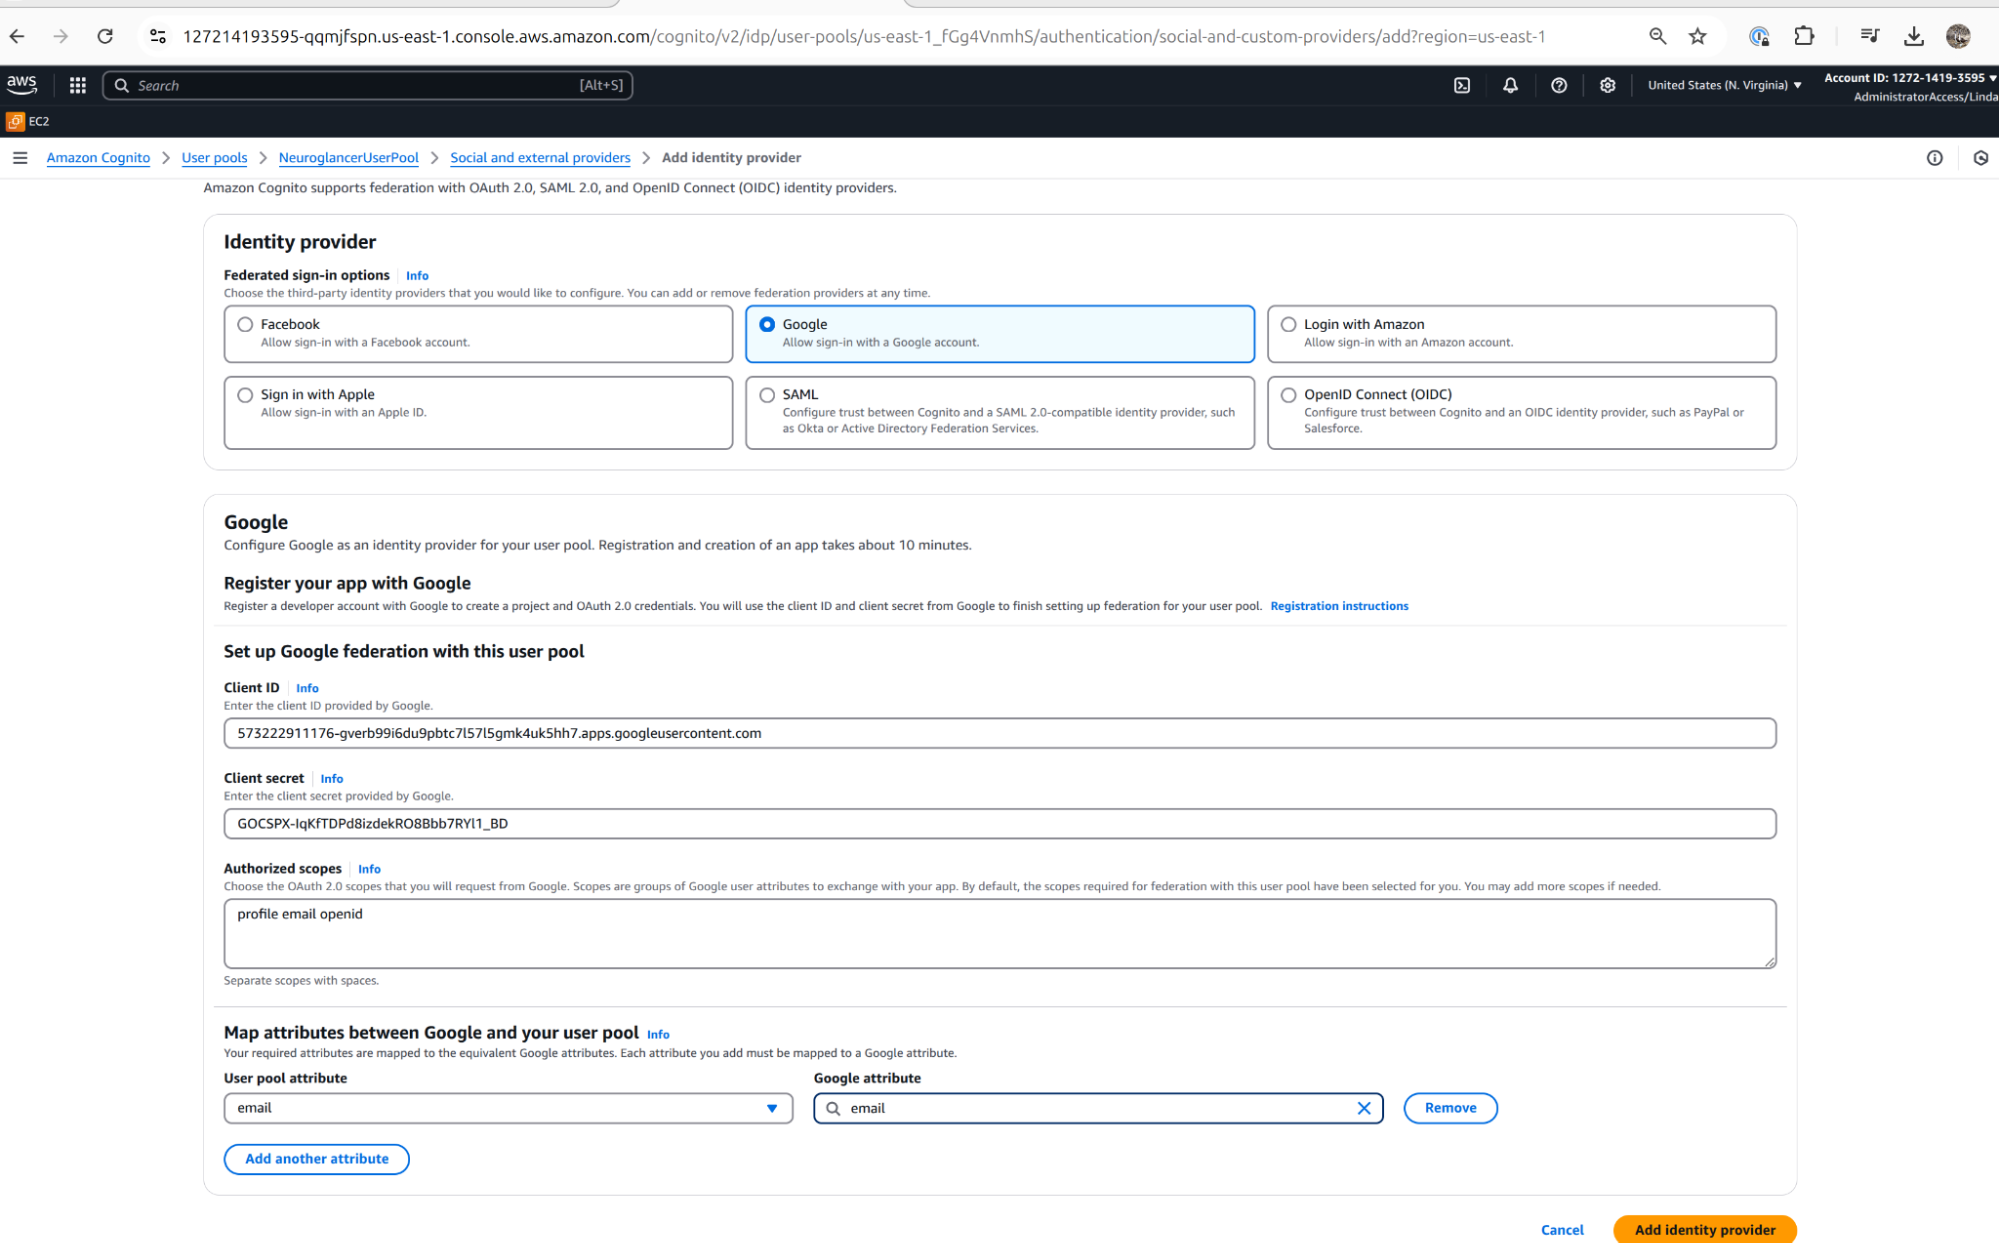 127214193595-qqmjfspn.us-east-1.console.aws.amazon.com/cognito/v2/idp/user-pools/us-east-1_fGg4VnmhS/authentication/social-and-custom-providers/add?region=us-east-1
aws
Search [Alt+S]
United States (N. Virginia)
Account ID: 1272-1419-3595
AdministratorAccess/Linda
EC2
Amazon Cognito > User pools > NeuroglancerUserPool > Social and external providers > Add identity provider
Amazon Cognito supports federation with OAuth 2.0, SAML 2.0, and OpenID Connect (OIDC) identity providers.
Identity provider
Federated sign-in options Info
Choose the third-party identity providers that you would like to configure. You can add or remove federation providers at any time.
Facebook
Allow sign-in with a Facebook account.
Google
Allow sign-in with a Google account.
Login with Amazon
Allow sign-in with an Amazon account.
Sign in with Apple
Allow sign-in with an Apple ID.
SAML
Configure trust between Cognito and a SAML 2.0-compatible identity provider, such
as Okta or Active Directory Federation Services.
OpenID Connect (OIDC)
Configure trust between Cognito and an OIDC identity provider, such as PayPal or
Salesforce.
Google
Configure Google as an identity provider for your user pool. Registration and creation of an app takes about 10 minutes.
Register your app with Google
Register a developer account with Google to create a project and OAuth 2.0 credentials. You will use the client ID and client secret from Google to finish setting up federation for your user pool. Registration instructions
Set up Google federation with this user pool
Client ID Info
Enter the client ID provided by Google.
573222911176-gverb99i6du9pbtc7l57l5gmk4uk5hh7.apps.googleusercontent.com
Client secret Info
Enter the client secret provided by Google.
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
Authorized scopes Info
Choose the OAuth 2.0 scopes that you will request from Google. Scopes are groups of Google user attributes to exchange with your app. By default, the scopes required for federation with this user pool have been selected for you. You may add more scopes if needed.
profile email openid
Separate scopes with spaces.
Map attributes between Google and your user pool Info
Your required attributes are mapped to the equivalent Google attributes. Each attribute you add must be mapped to a Google attribute.
User pool attribute
Google attribute
email
email
Remove
Add another attribute
Cancel
Add identity provider